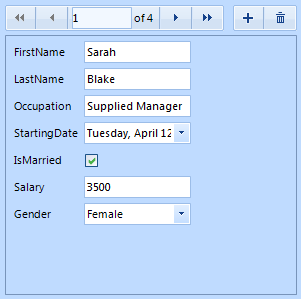 1 of 4
FirstName Sarah
LastName Blake
Occupation Supplied Manager
StartingDate Tuesday, April 12
IsMarried
Salary 3500
Gender Female